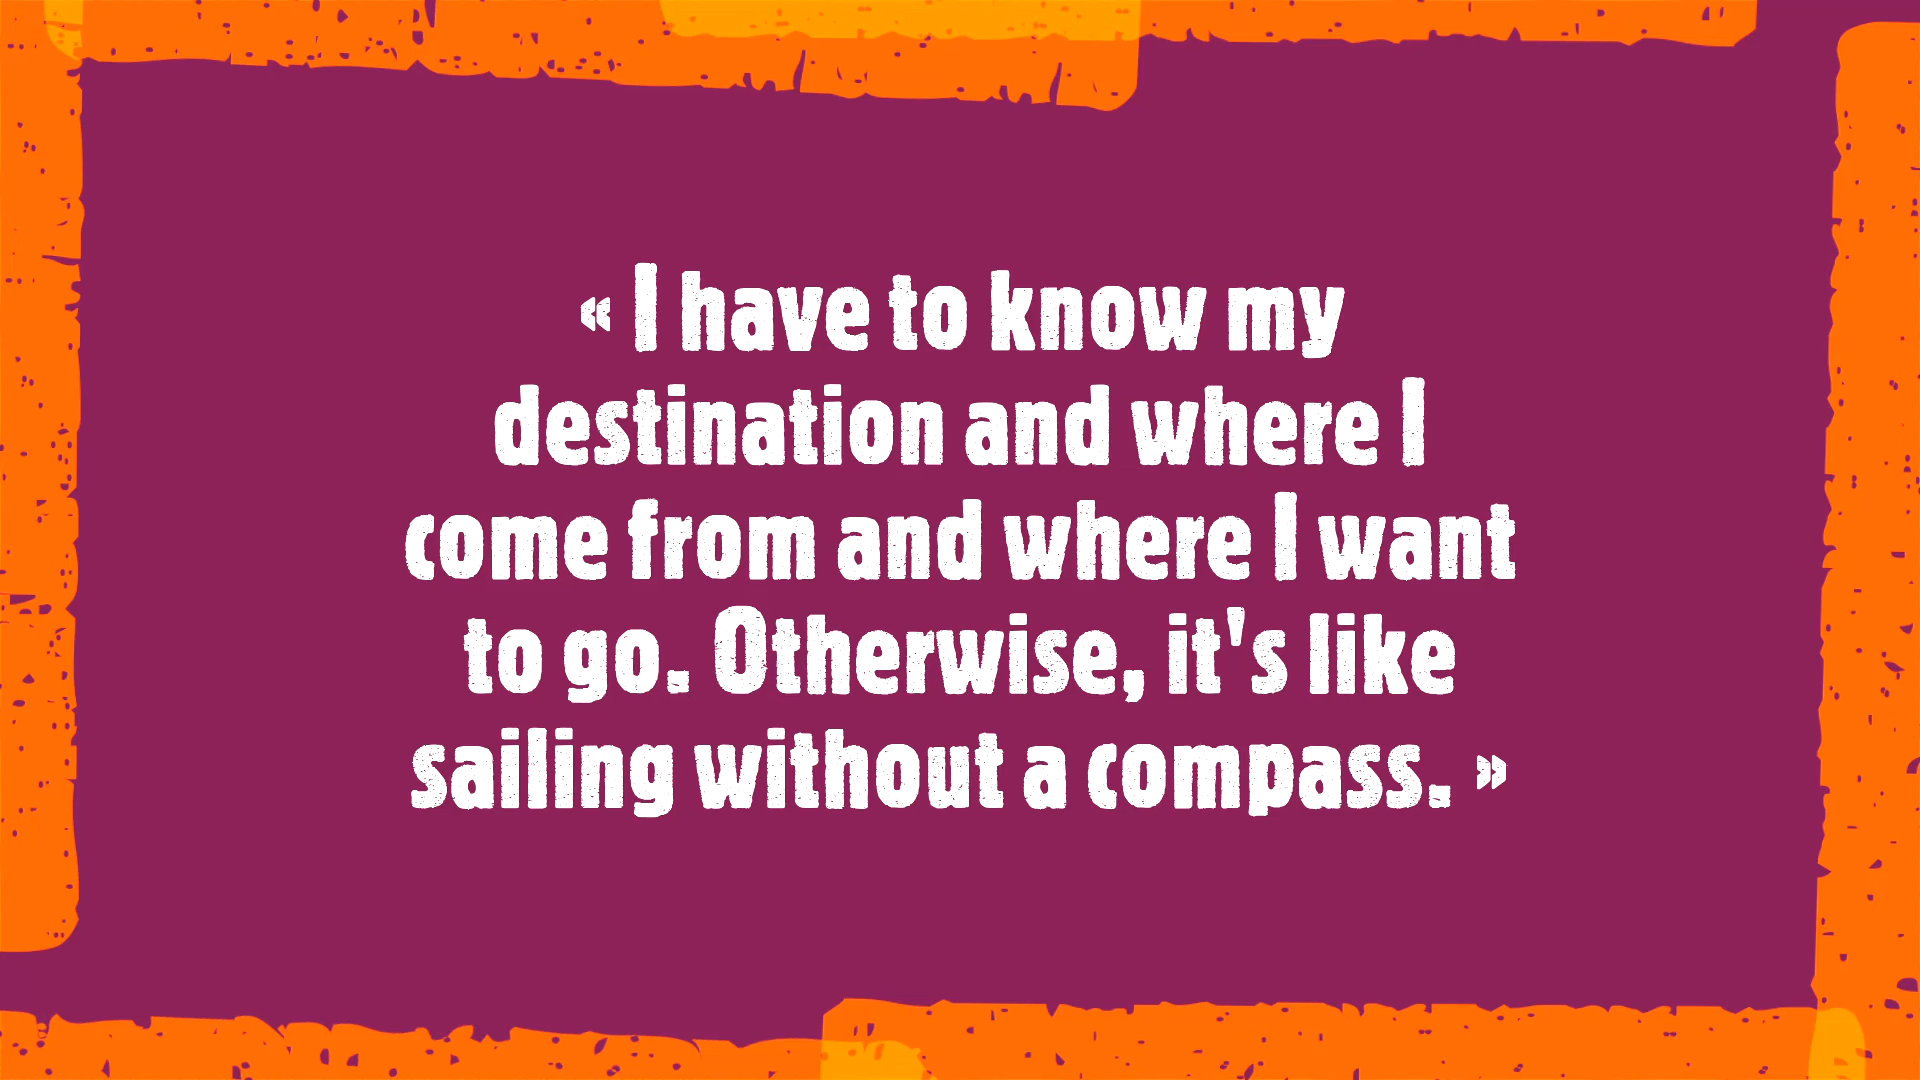 « I have to know my
destination and where I
come from and where I want
to go. Otherwise, it's like
sailing without a compass. »